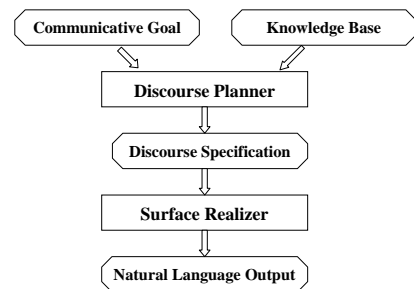 Communicative Goal
Knowledge Base
Discourse Planner
Discourse Specification
Surface Realizer
Natural Language Output